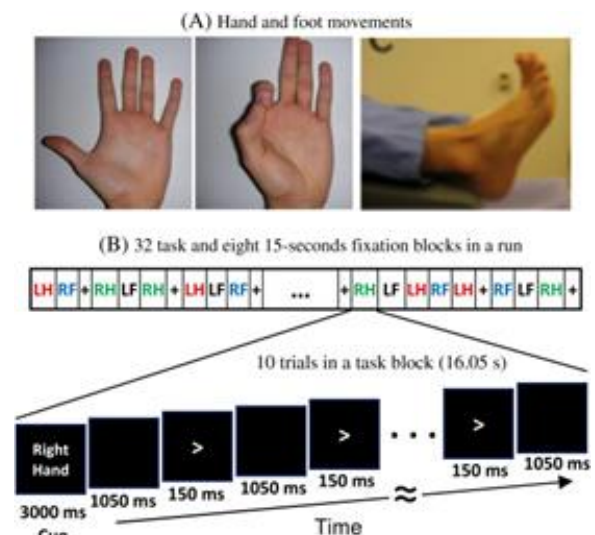 (A) Hand and foot movements
C
(B) 32 task and eight 15-seconds fixation blocks in a run
LH RF + RH LF RH + LH LF RF + ... + RH LF LH RF LH + RF LF RH +
10 trials in a task block (16.05 s)
Right
Hand
> > >
• • •
3000 ms 1050 ms 150 ms 1050 ms 150 ms 150 ms 1050 ms
≈
Time